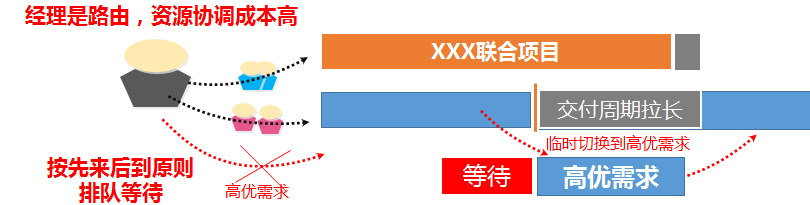 经理是路由，资源协调成本高
XXX联合项目
交付周期拉长
临时切换到高优需求
按先来后到原则
排队等待
高优需求
等待
高优需求